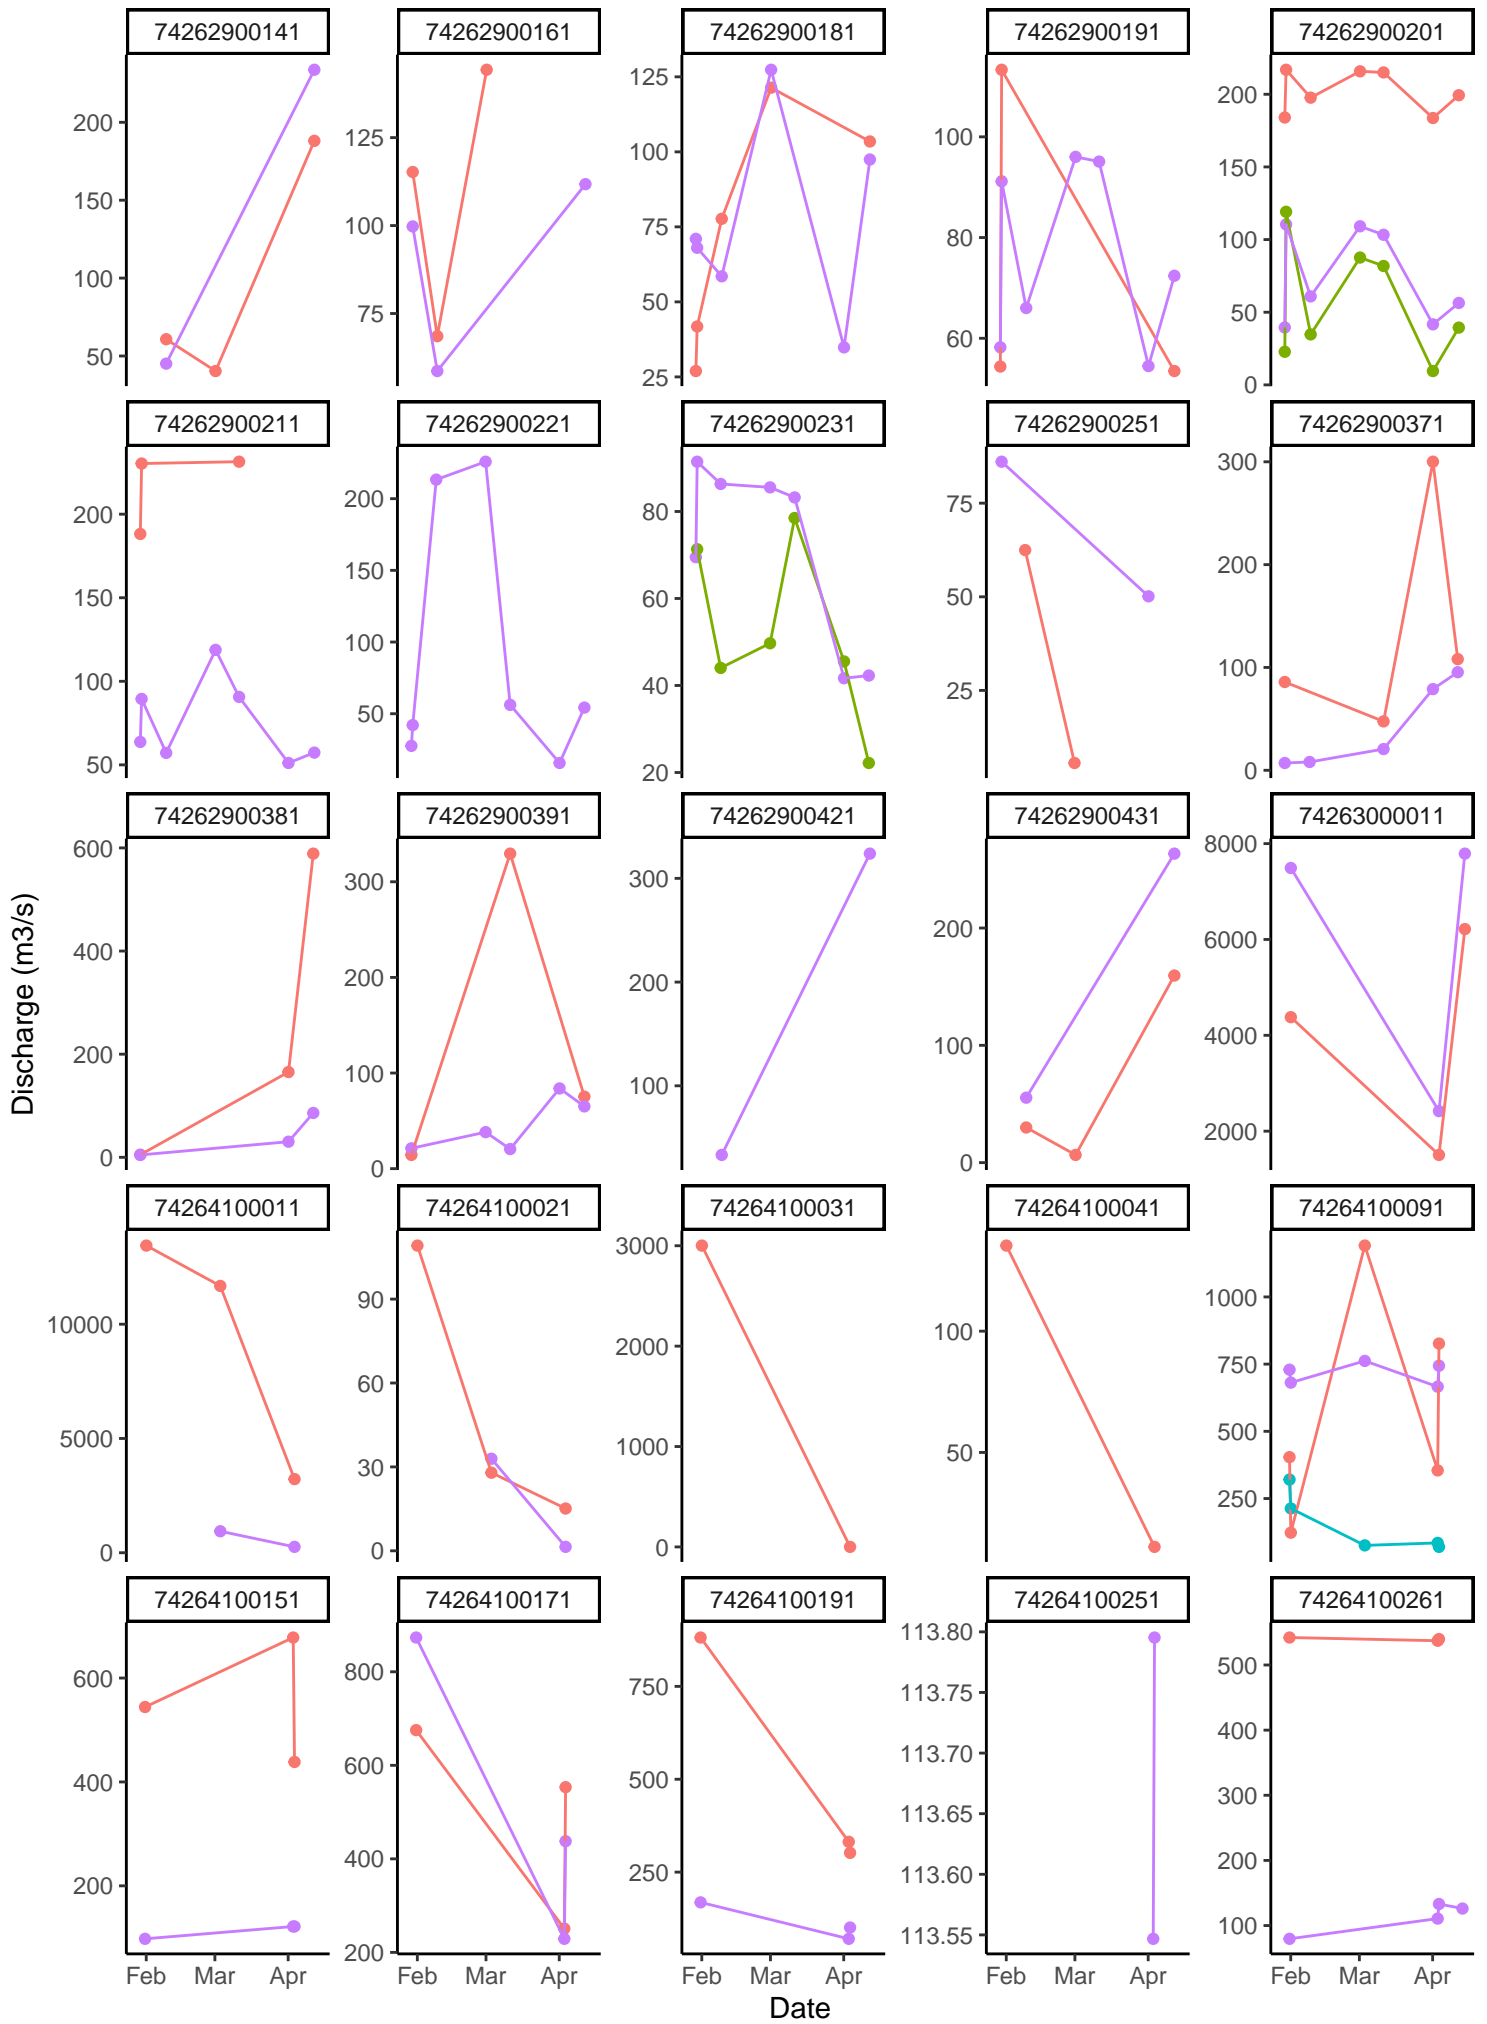 74262900141 74262900161 74262900181 74262900191 74262900201
200 150 100 50
125 100 75
125 100 75 50 25
100 80 60
200 150 100 50 0
74262900211 74262900221 74262900231 74262900251 74262900371
200 150 100 50
200 150 100 50
80 60 40 20
75 50 25
300 200 100 0
74262900381 74262900391 74262900421 74262900431 74263000011
600 400 200 0
300 200 100 0
300 200 100
200 100 0
8000 6000 4000 2000
Discharge (m3/s)
74264100011 74264100021 74264100031 74264100041 74264100091
10000 5000 0
90 60 30 0
3000 2000 1000 0
100 50
1000 750 500 250
74264100151 74264100171 74264100191 74264100251 74264100261
600 400 200
800 600 400 200
750 500 250
113.80 113.75 113.70 113.65 113.60 113.55
500 400 300 200 100
Feb Mar Apr Feb Mar Apr Feb Mar Apr Feb Mar Apr Feb Mar Apr
Date